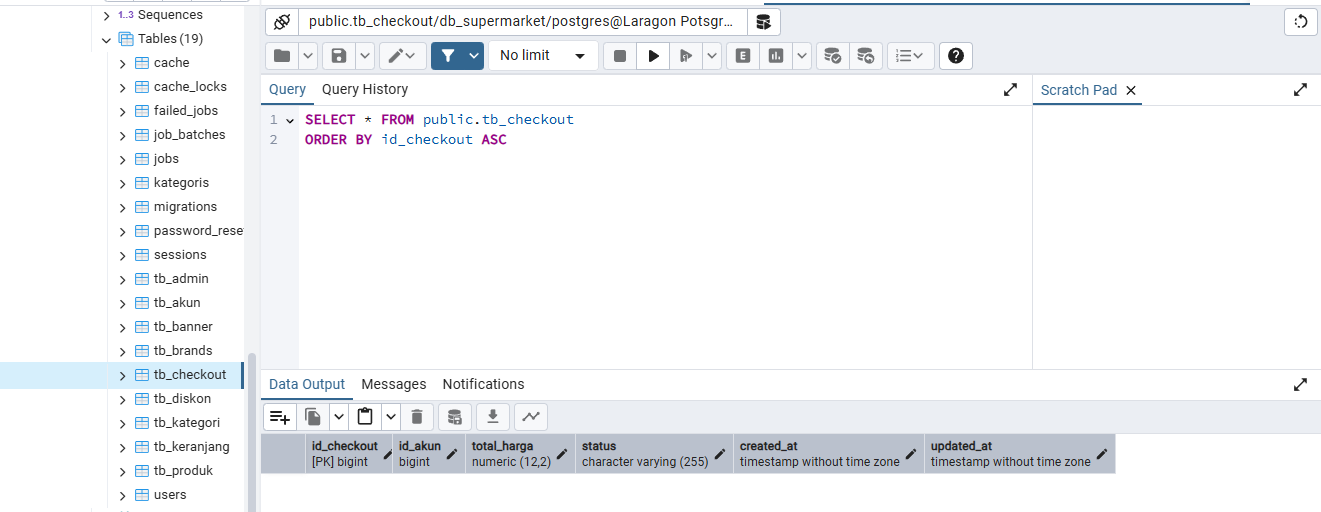 1..3 Sequences
Tables (19)
cache
cache_locks
failed_jobs
job_batches
jobs
kategoris
migrations
password_rese
sessions
tb_admin
tb_akun
tb_banner
tb_brands
tb_checkout
tb_diskon
tb_kategori
tb_keranjang
tb_produk
users
public.tb_checkout/db_supermarket/postgres@Laragon Potsgr...
No limit
E
Query Query History
Scratch Pad
1 SELECT * FROM public.tb_checkout
2 ORDER BY id_checkout ASC
Data Output Messages Notifications
id_checkout id_akun total_harga status created_at updated_at
[PK] bigint bigint numeric (12,2) character varying (255) timestamp without time zone timestamp without time zone